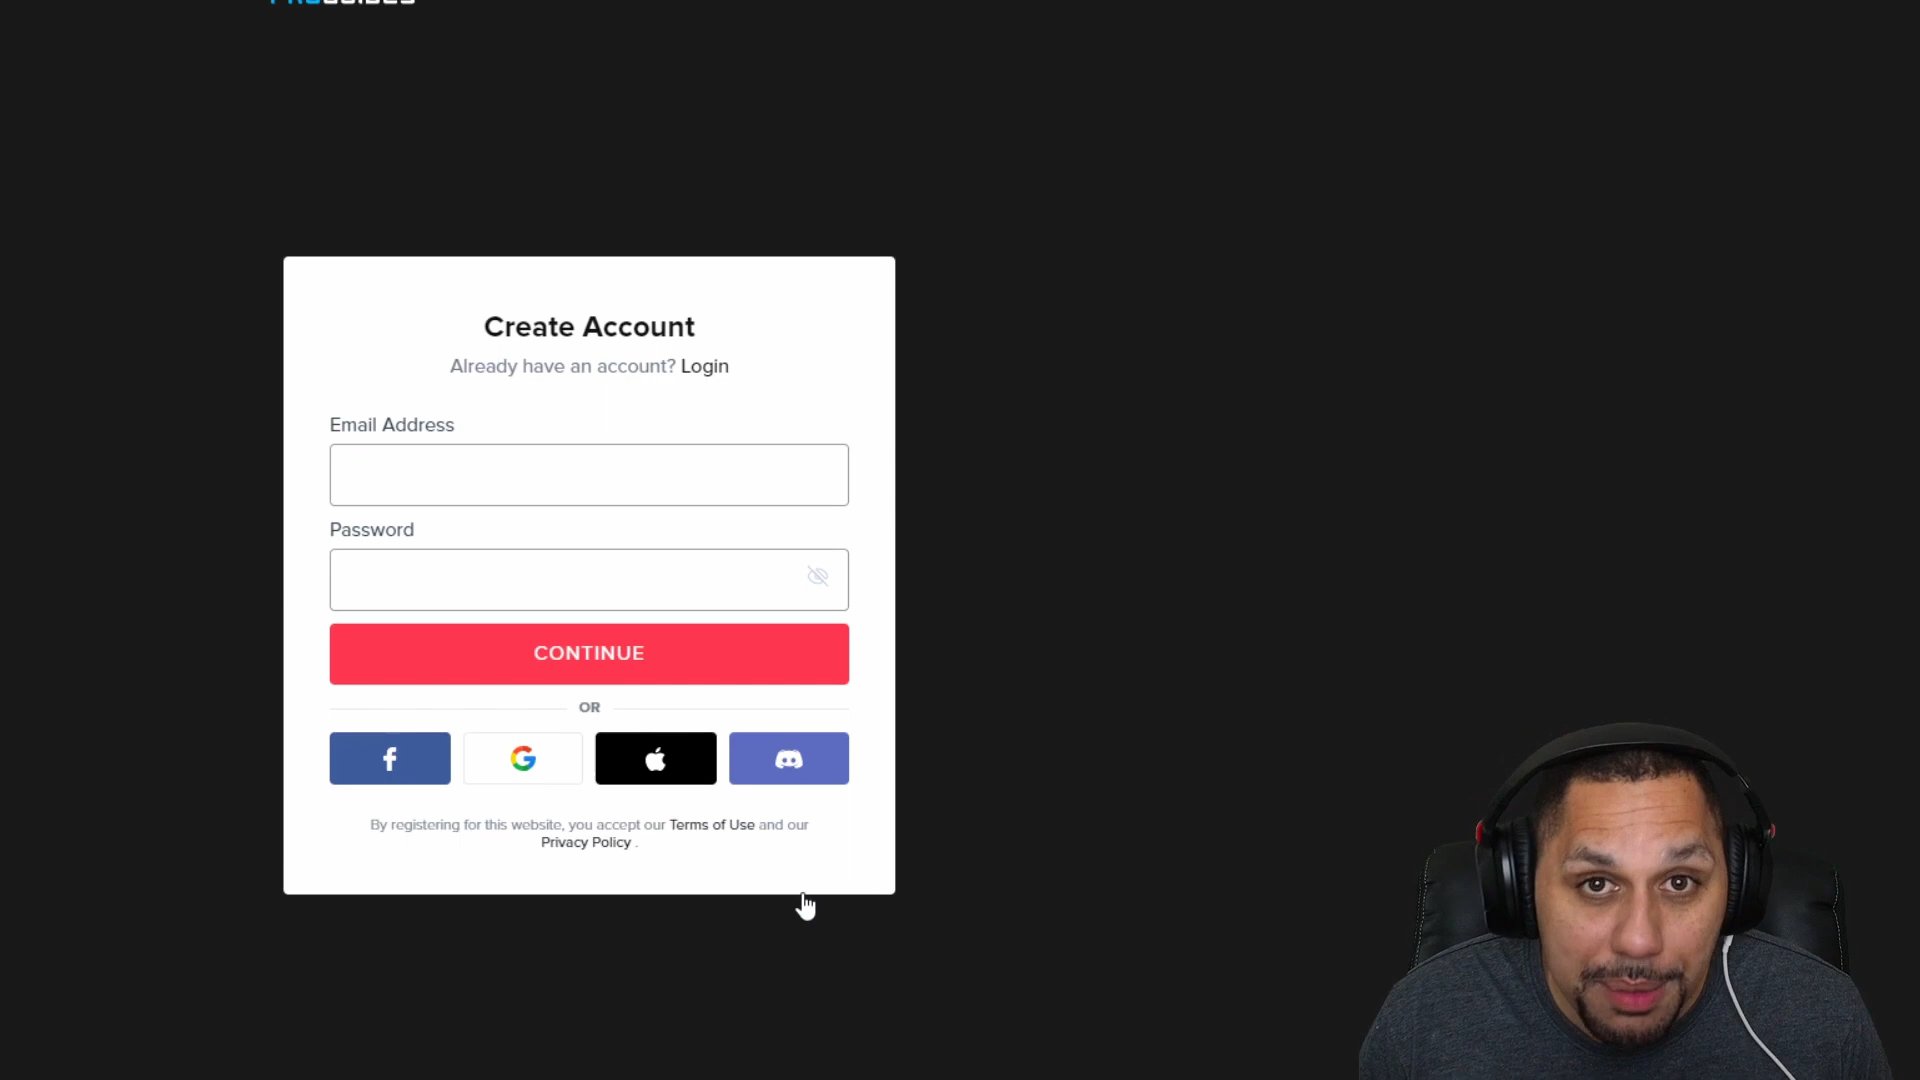 Create Account
Already have an account? Login
Email Address
Password
CONTINUE
OR
By registering for this website, you accept our Terms of Use and our
Privacy Policy .